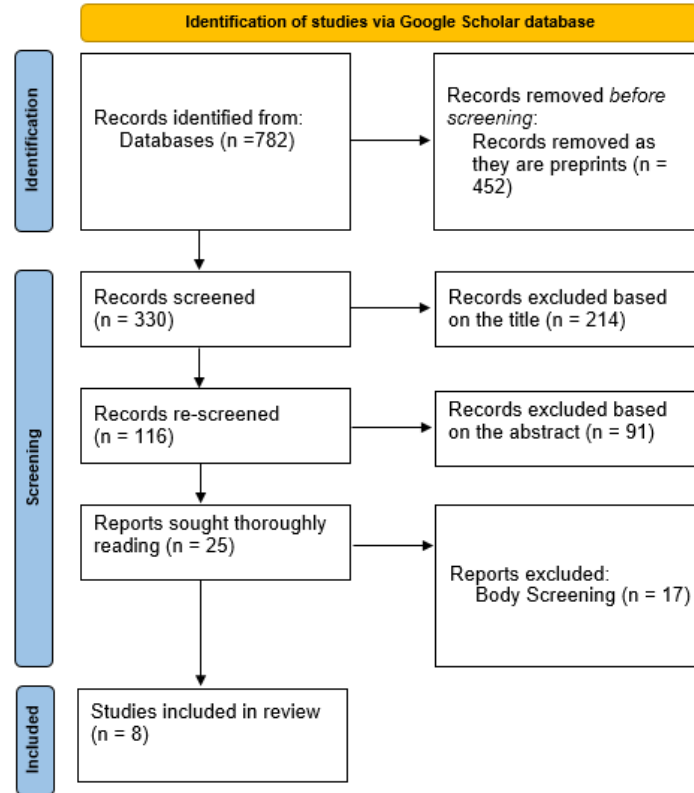 Identification of studies via Google Scholar database
Identification
Records identified from:
Databases (n =782)
Records removed before
screening:
Records removed as
they are preprints (n =
452)
Screening
Records screened
(n = 330)
Records excluded based
on the title (n = 214)
Records re-screened
(n = 116)
Records excluded based
on the abstract (n = 91)
Reports sought thoroughly
reading (n = 25)
Reports excluded:
Body Screening (n = 17)
Included
Studies included in review
(n = 8)